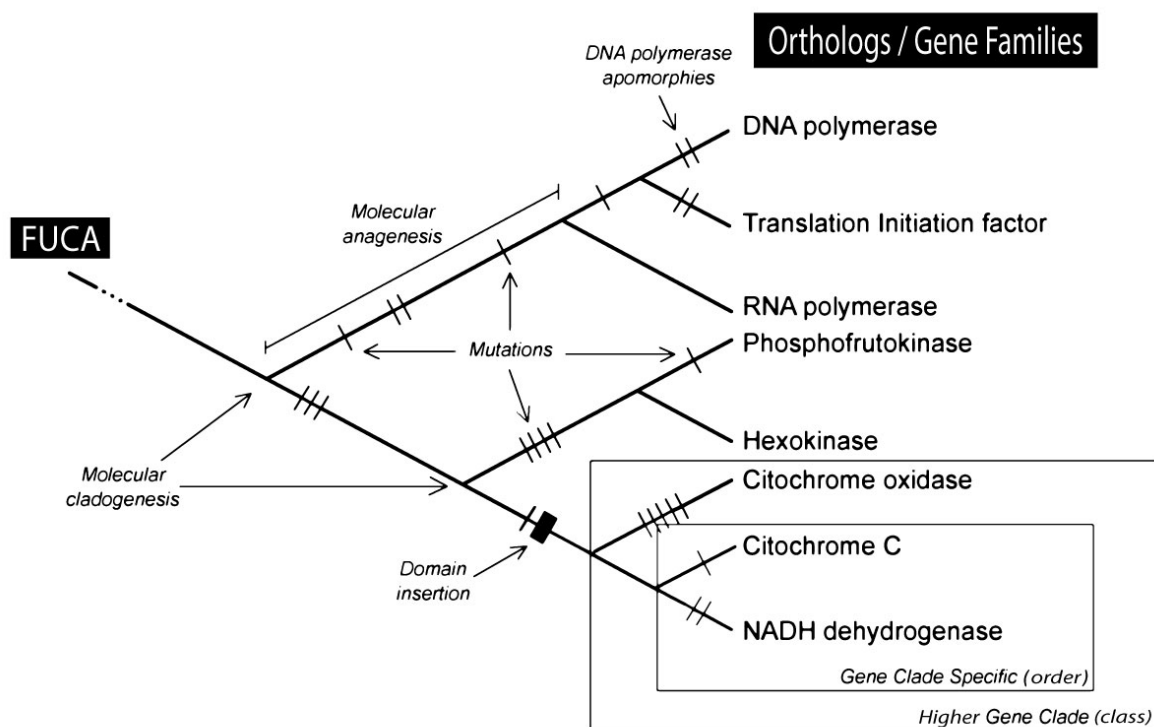 Orthologs / Gene Families
DNA polymerase
apomorphies
DNA polymerase
Molecular
anagenesis
Translation Initiation factor
FUCA
RNA polymerase
Phosphofrutokinase
Mutations
Hexokinase
Molecular
cladogenesis
Citochrome oxidase
Citochrome C
Domain
insertion
NADH dehydrogenase
Gene Clade Specific (order)
Higher Gene Clade (class)